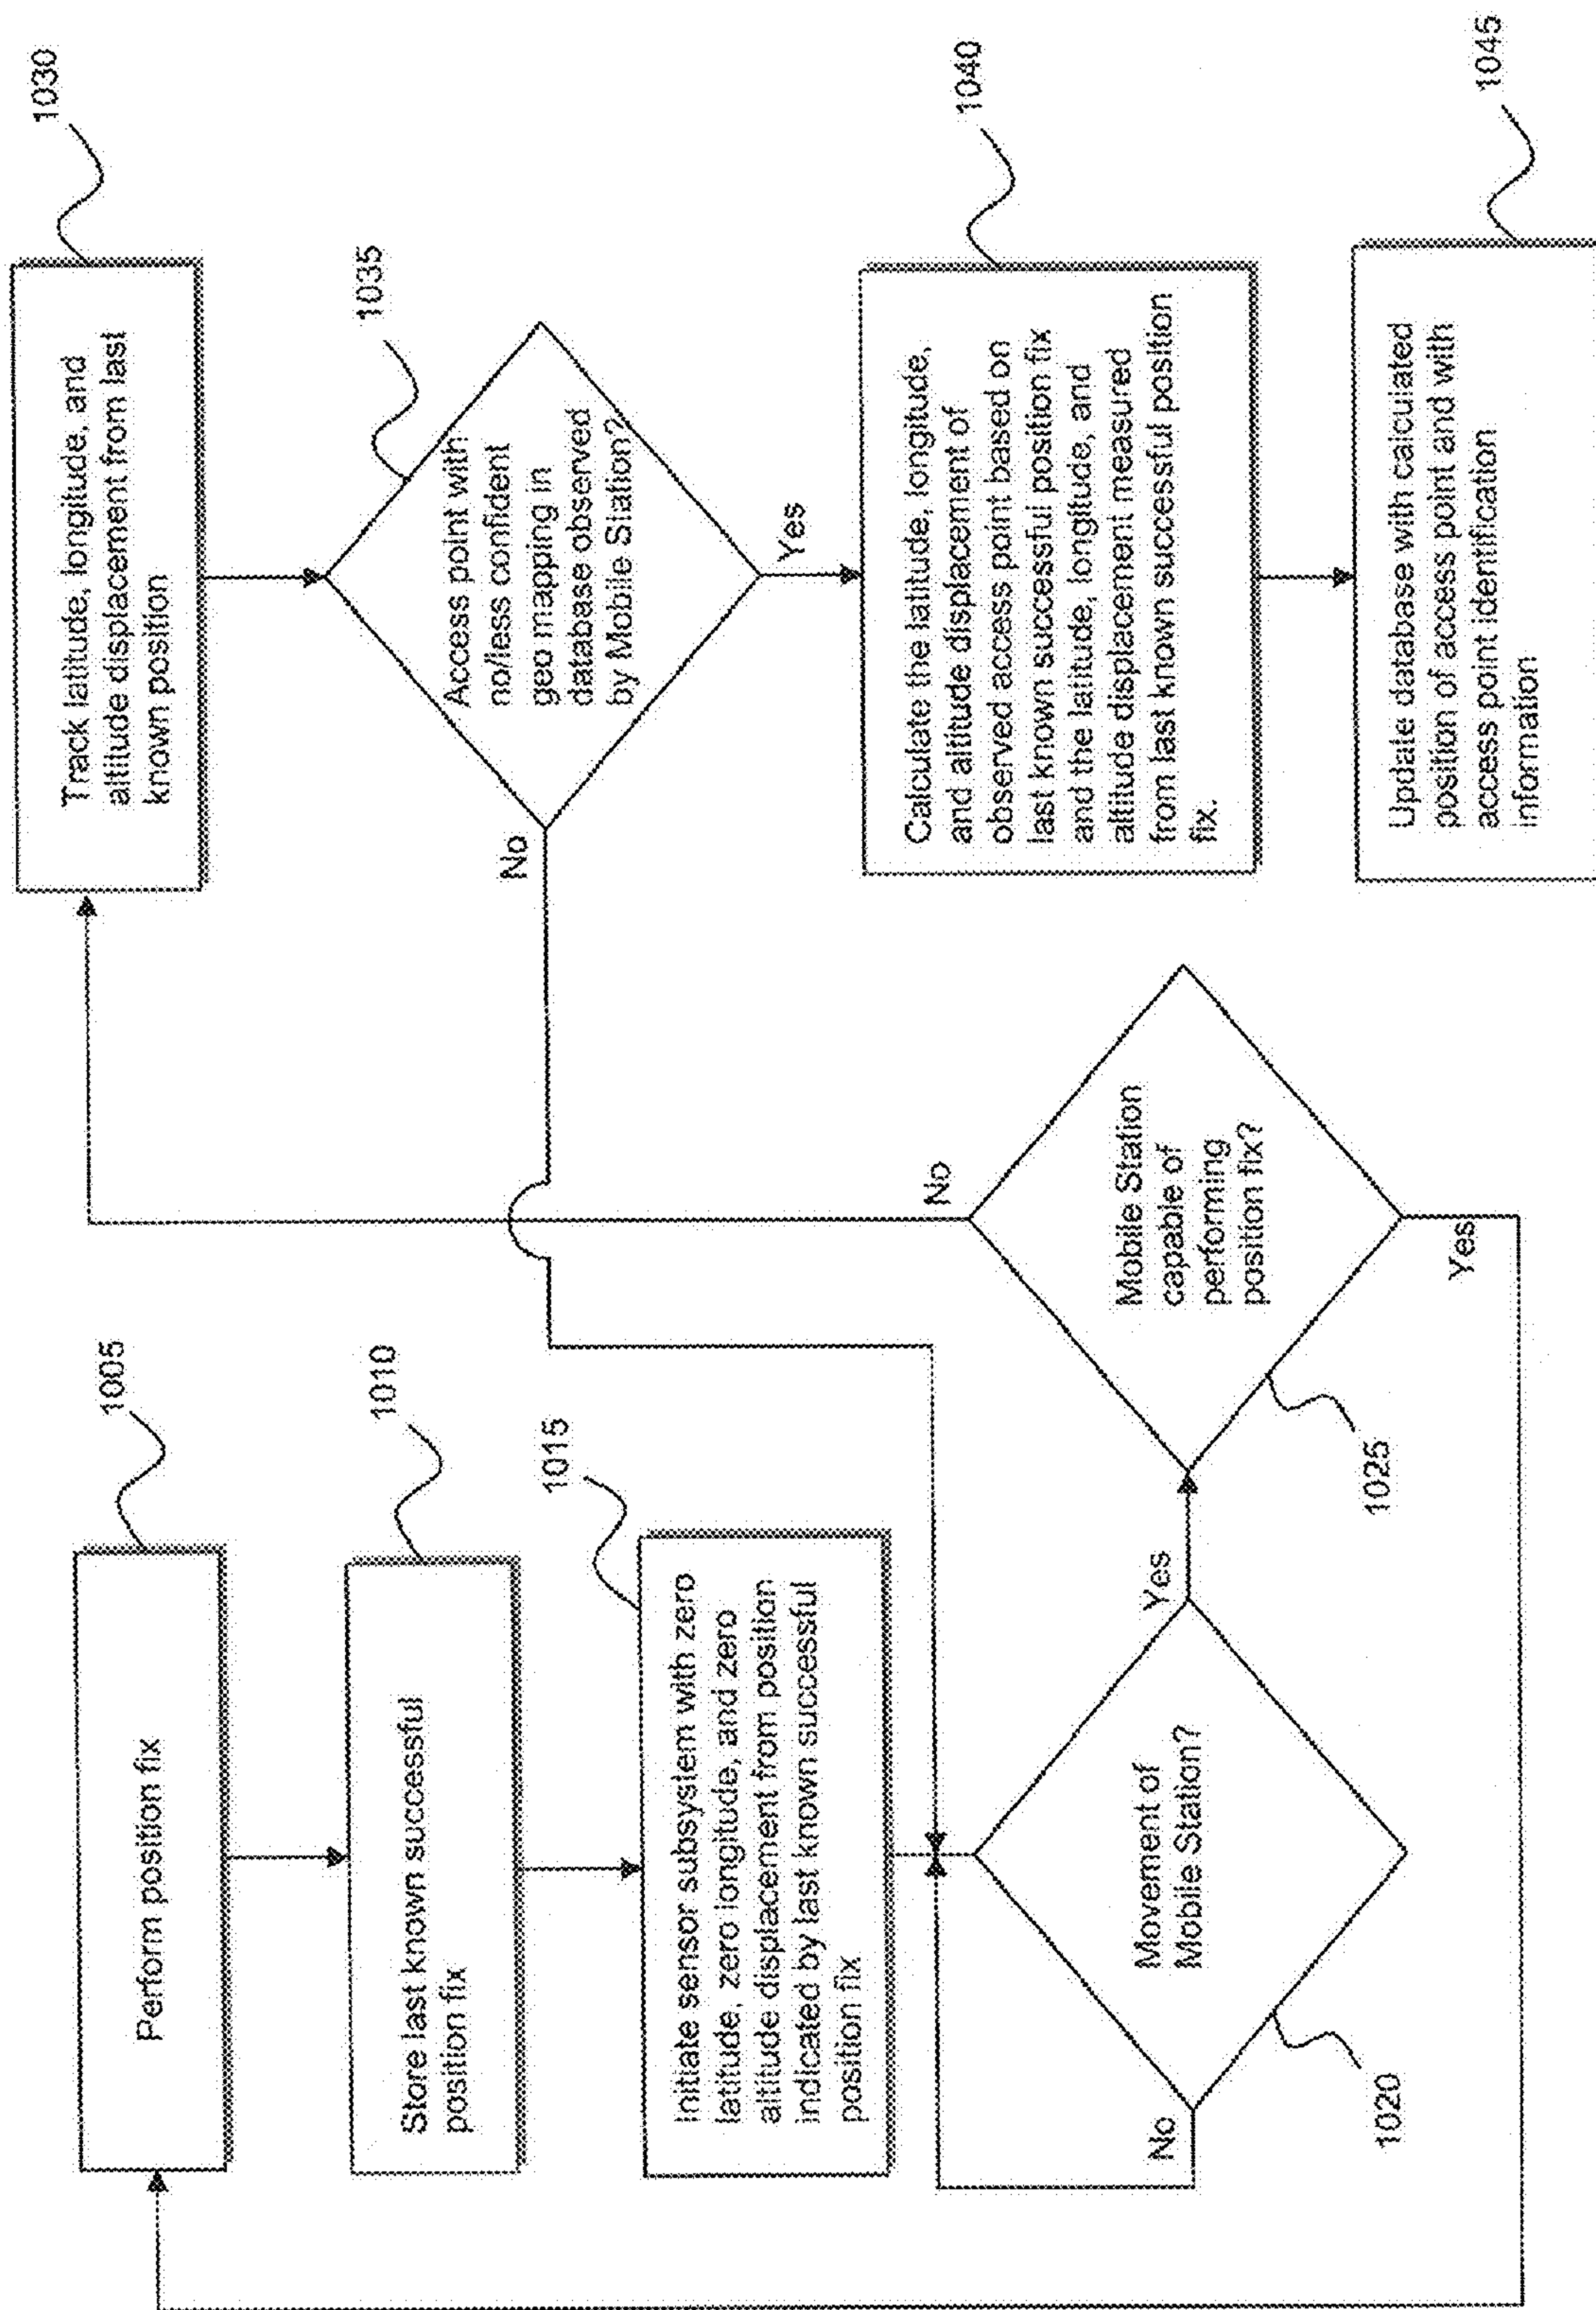 1005
Perform position fix
1010
Store last known successful
position fix
1015
Initiate sensor subsystem with zero
latitude, zero longitude, and zero
altitude displacement from position
indicated by last known successful
position fix
Movement of
Mobile Station?
No
Yes
1020
Mobile Station
capable of
performing
position fix?
No
Yes
1025
1030
Track latitude, longitude, and
altitude displacement from last
known position
1035
Access point with
no/less confident
geo mapping in
database observed
by Mobile Station?
No
Yes
1040
Calculate the latitude, longitude,
and altitude displacement of
observed access point based on
last known successful position fix
and the latitude, longitude, and
altitude displacement measured
from last known successful position
fix.
1045
Update database with calculated
position of access point and with
access point identification
information